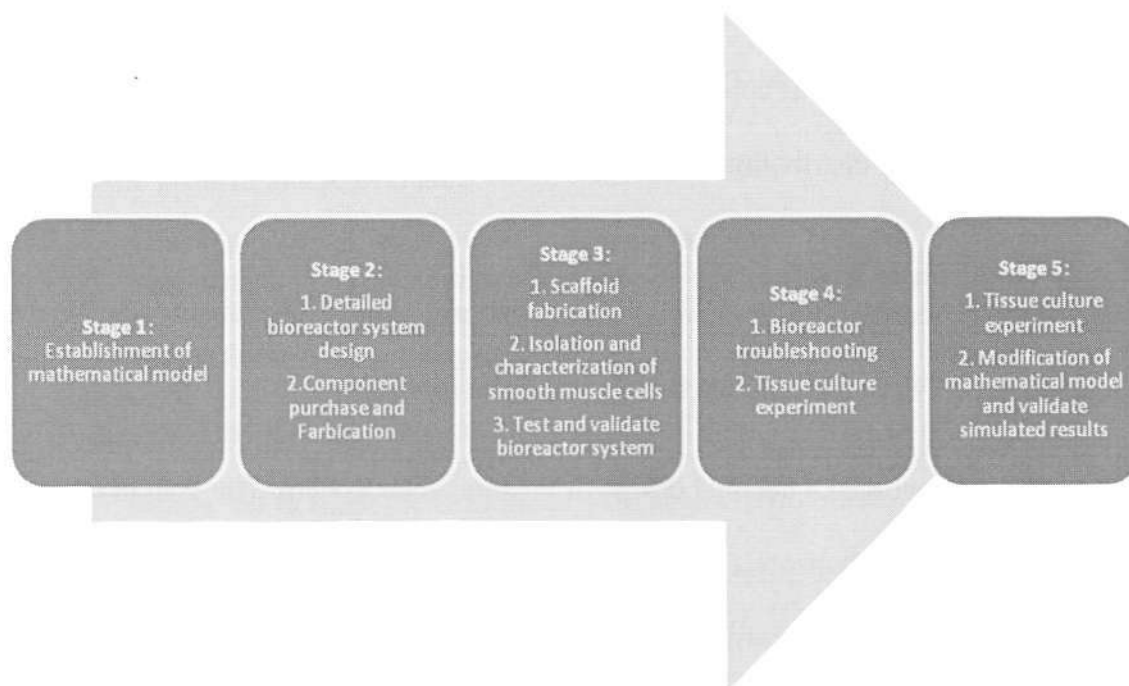 Stage 1:
Establishment of
mathematical model
Stage 2:
1. Detailed
bioreactor system
design
2.Component
purchase and
Farbication
Stage 3:
1. Scaffold
fabrication
2. Isolation and
characterization of
smooth muscle cells
3. Test and validate
bioreactor system
Stage 4:
1. Bioreactor
troubleshooting
2. Tissue culture
experiment
Stage 5:
1. Tissue culture
experiment
2. Modification of
mathematical model
and validate
simulated results